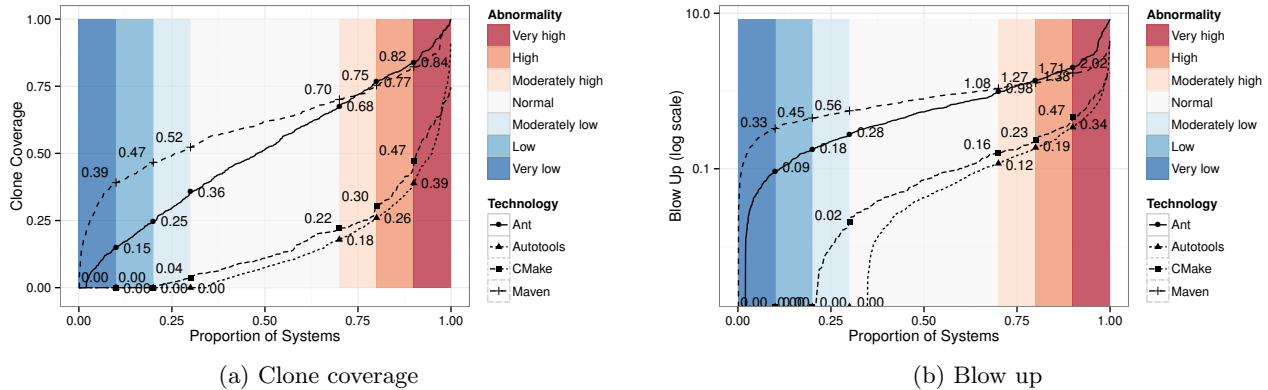 Clone Coverage
1.00
0.75
0.50
0.25
0.00
0.39
0.47
0.52
0.70
0.75
0.82
0.84
0.77
0.68
0.36
0.25
0.15
0.47
0.30
0.22
0.39
0.26
0.18
0.04
0.00
0.00
0.00
0.00
0.00
0.00 0.25 0.50 0.75 1.00
Proportion of Systems
Abnormality
Very high
High
Moderately high
Normal
Moderately low
Low
Very low
Technology
Ant
Autotools
CMake
Maven
(a) Clone coverage
Blow Up (log scale)
10.0
1.0
0.1
0.33
0.45
0.56
1.08
1.27
1.71
2.02
1.38
0.98
0.28
0.18
0.09
0.47
0.23
0.16
0.34
0.19
0.12
0.02
0.00
0.00
0.00
0.00
0.00
0.00 0.25 0.50 0.75 1.00
Proportion of Systems
Abnormality
Very high
High
Moderately high
Normal
Moderately low
Low
Very low
Technology
Ant
Autotools
CMake
Maven
(b) Blow up